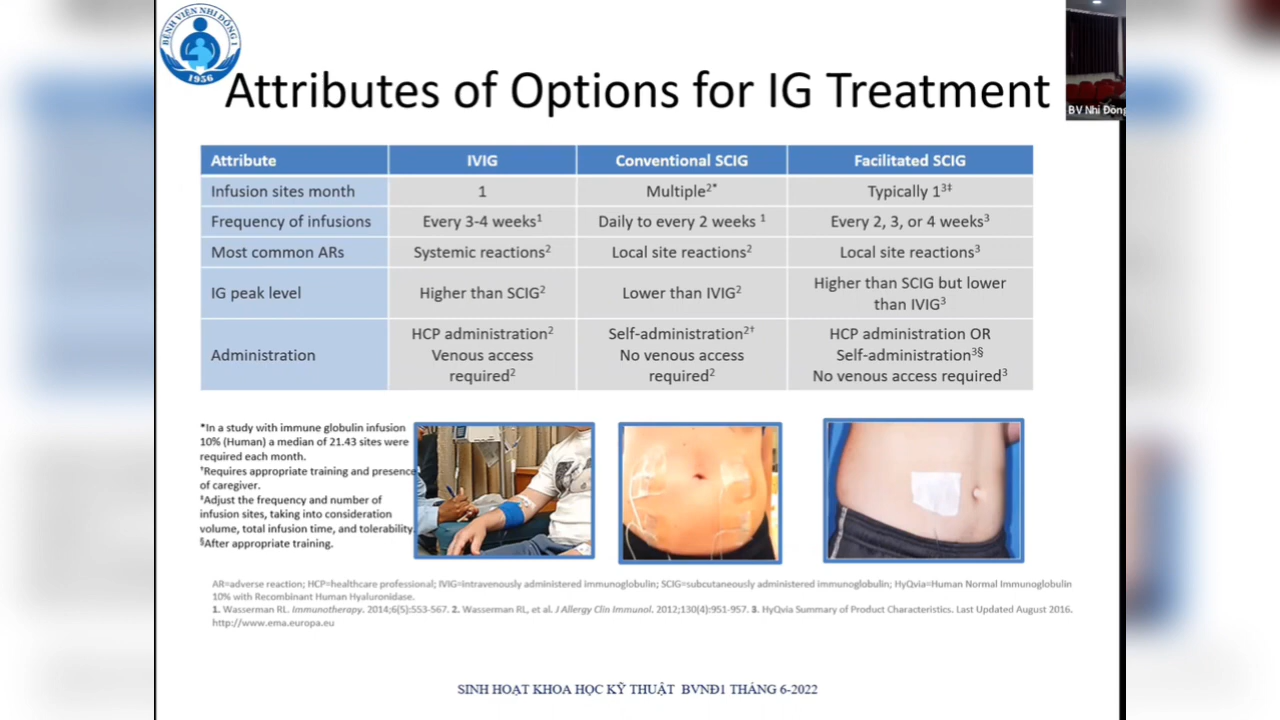 BỆNH VIỆN NHI ĐỒNG 1
1956
Attributes of Options for IG Treatment
BV Nhi Đồng
Attribute IVIG Conventional SCIG Facilitated SCIG
Infusion sites month 1 Multiple²* Typically 1³‡
Frequency of infusions Every 3-4 weeks¹ Daily to every 2 weeks ¹ Every 2, 3, or 4 weeks³
Most common ARs Systemic reactions² Local site reactions² Local site reactions³
IG peak level Higher than SCIG² Lower than IVIG² Higher than SCIG but lower
than IVIG³
Administration HCP administration² Self-administration²† HCP administration OR
Venous access No venous access Self-administration³§
required² required² No venous access required³
*In a study with immune globulin infusion
10% (Human) a median of 21.43 sites were
required each month.
†Requires appropriate training and presence
of caregiver.
‡Adjust the frequency and number of
infusion sites, taking into consideration
volume, total infusion time, and tolerability.
§After appropriate training.
AR=adverse reaction; HCP=healthcare professional; IVIG=intravenously administered immunoglobulin; SCIG=subcutaneously administered immunoglobulin; HyQvia=Human Normal Immunoglobulin
10% with Recombinant Human Hyaluronidase.
1. Wasserman RL. Immunotherapy. 2014;6(5):553-567. 2. Wasserman RL, et al. J Allergy Clin Immunol. 2012;130(4):951-957. 3. HyQvia Summary of Product Characteristics. Last Updated August 2016.
http://www.ema.europa.eu
SINH HOẠT KHOA HỌC KỸ THUẬT BVNĐ1 THÁNG 6-2022